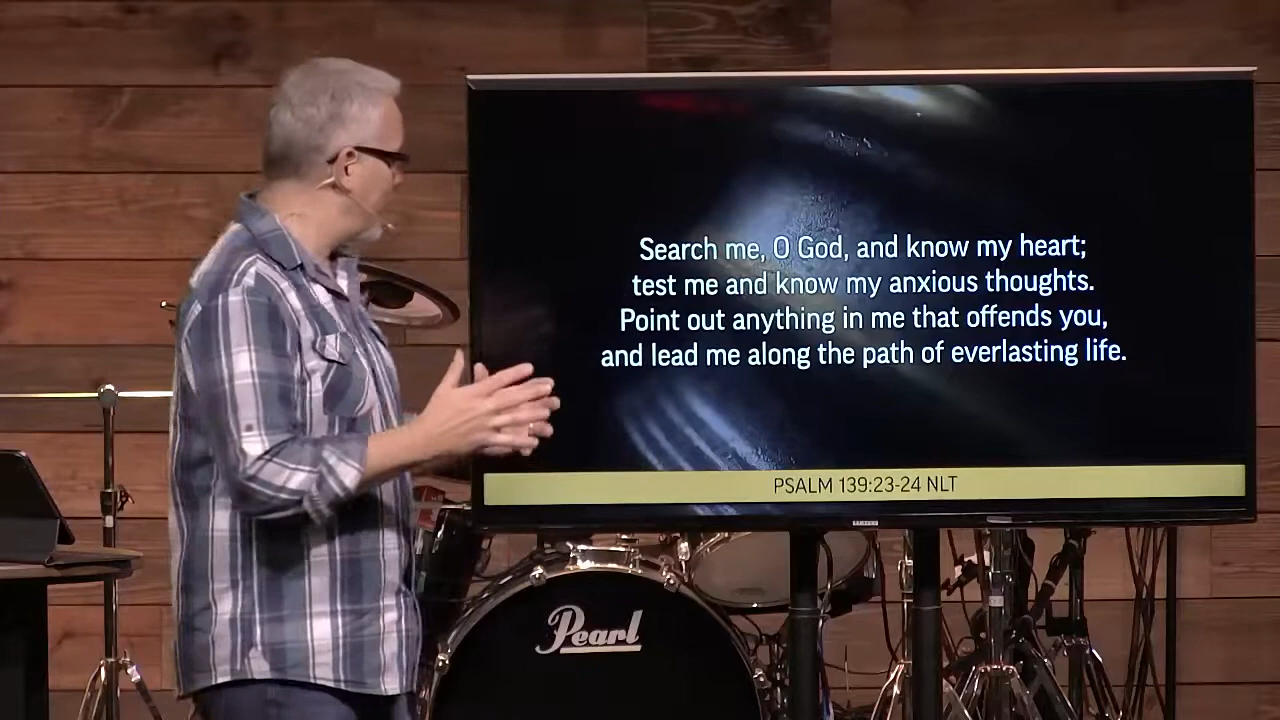 Search me, O God, and know my heart;
test me and know my anxious thoughts.
Point out anything in me that offends you,
and lead me along the path of everlasting life.
PSALM 139:23-24 NLT
Pearl